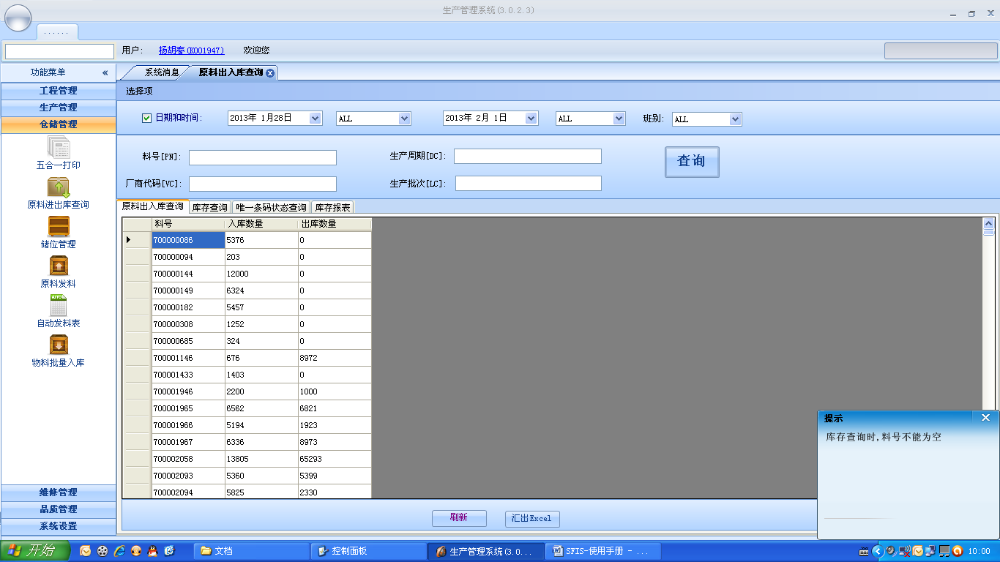 生产管理系统(3.0.2.3)
......
用户: 杨胡春(K001947) 欢迎您
功能菜单 «
系统消息 原料出入库查询
工程管理
生产管理
仓储管理
五合一打印
原料进出库查询
储位管理
原料发料
AUTO
自动发料表
物料批量入库
维修管理
品质管理
系统设置
选择项
日期和时间: 2013年 1月28日 ALL 2013年 2月 1日 ALL 班别: ALL
料号[PN]: 生产周期[DC]: 查询
厂商代码[VC]: 生产批次[LC]:
原料出入库查询 库存查询 唯一条码状态查询 库存报表
料号 入库数量 出库数量
700000086 5376 0
700000094 203 0
700000144 12000 0
700000149 6324 0
700000182 5457 0
700000308 1252 0
700000685 324 0
700001146 676 8972
700001433 1403 0
700001946 2200 1000
700001965 6562 6821
700001966 5194 1923
700001967 6336 8973
700002058 13805 65293
700002093 5360 5399
700002094 5825 2330
提示
库存查询时,料号不能为空
刷新 汇出Excel
开始 文档 控制面板 生产管理系统(3.0... SFIS-使用手册 - ... 10:00